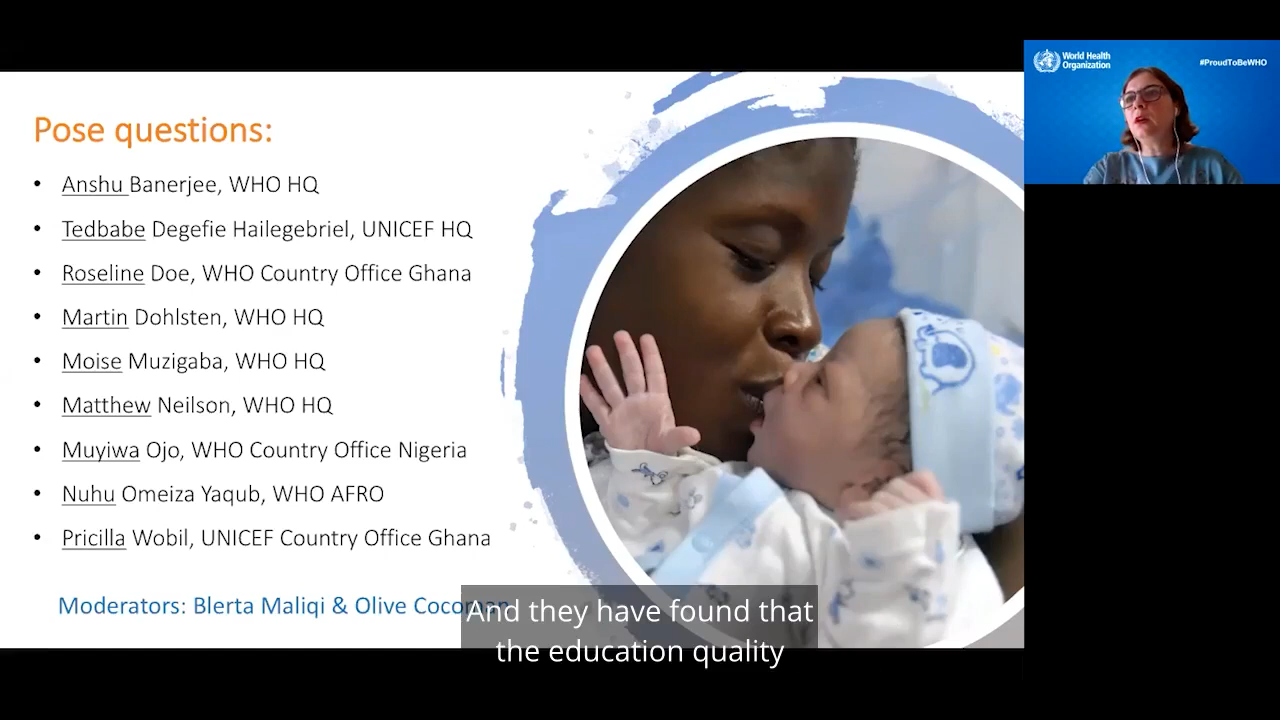 Pose questions:
• Anshu Banerjee, WHO HQ
• Tedbabe Degefie Hailegebriel, UNICEF HQ
• Roseline Doe, WHO Country Office Ghana
• Martin Dohlsten, WHO HQ
• Moise Muzigaba, WHO HQ
• Matthew Neilson, WHO HQ
• Muyiwa Ojo, WHO Country Office Nigeria
• Nuhu Omeiza Yaqub, WHO AFRO
• Pricilla Wobil, UNICEF Country Office Ghana
Moderators: Blerta Maliqi & Olive Cocoman
And they have found that
the education quality
World Health
Organization
#ProudToBeWHO